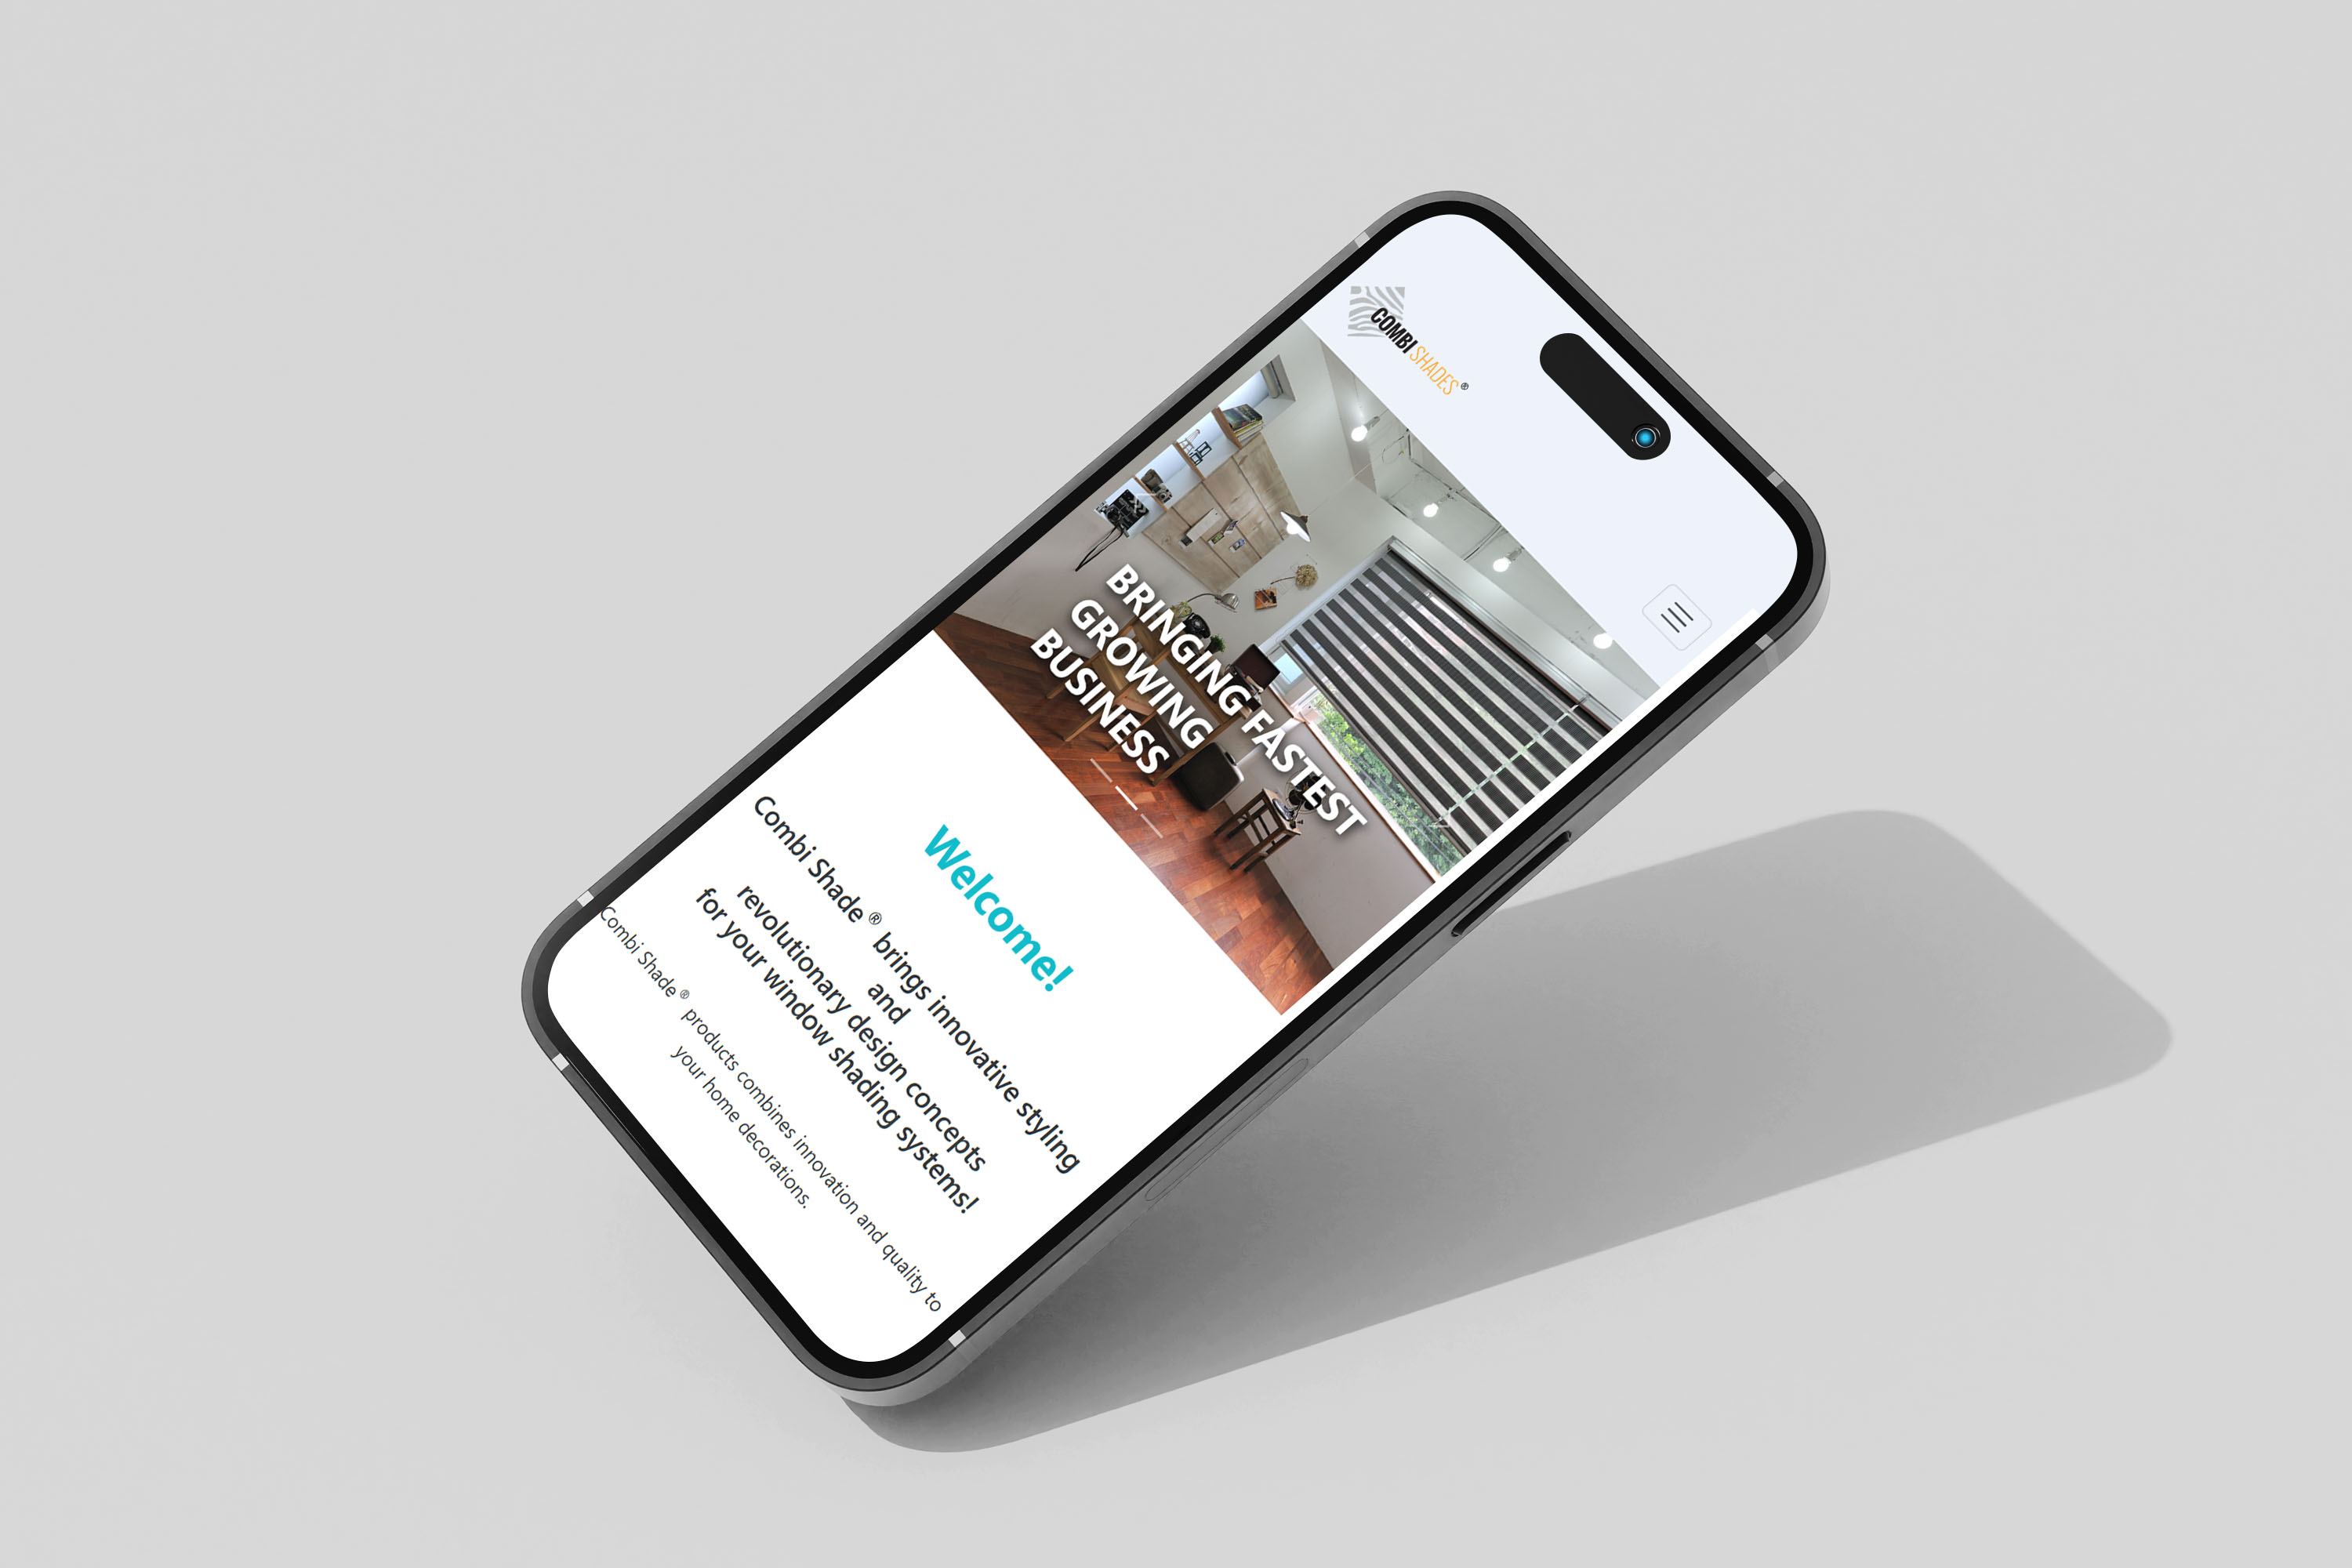 COMBI SHADES ®
BRINGING FASTEST
GROWING
BUSINESS
Welcome!
Combi Shade ® brings innovative styling
and
revolutionary design concepts
for your window shading systems!
Combi Shade ® products combines innovation and quality to
your home decorations.